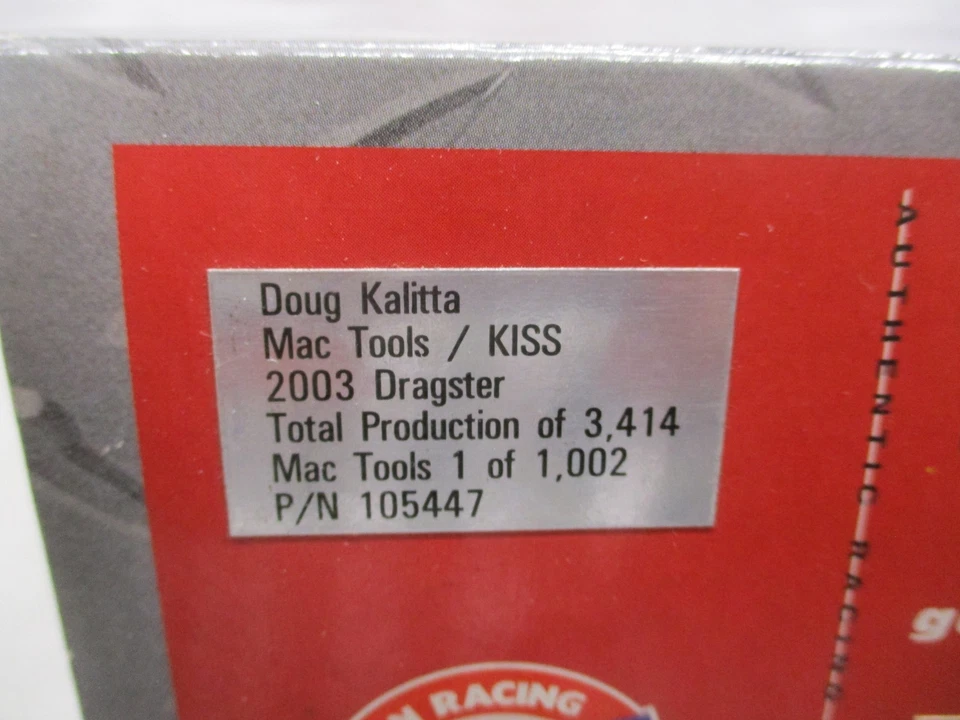 Doug Kalitta
Mac Tools / KISS
2003 Dragster
Total Production of 3,414
Mac Tools 1 of 1,002
P/N 105447
AUTHENTIC RACING
RACING